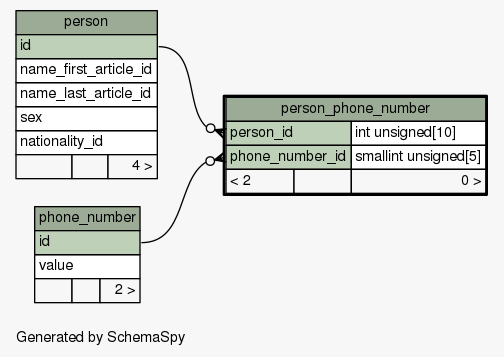 person
id
name_first_article_id
name_last_article_id
sex
nationality_id
4 >
person_phone_number
person_id int unsigned[10]
phone_number_id smallint unsigned[5]
< 2 0 >
phone_number
id
value
2 >
Generated by SchemaSpy